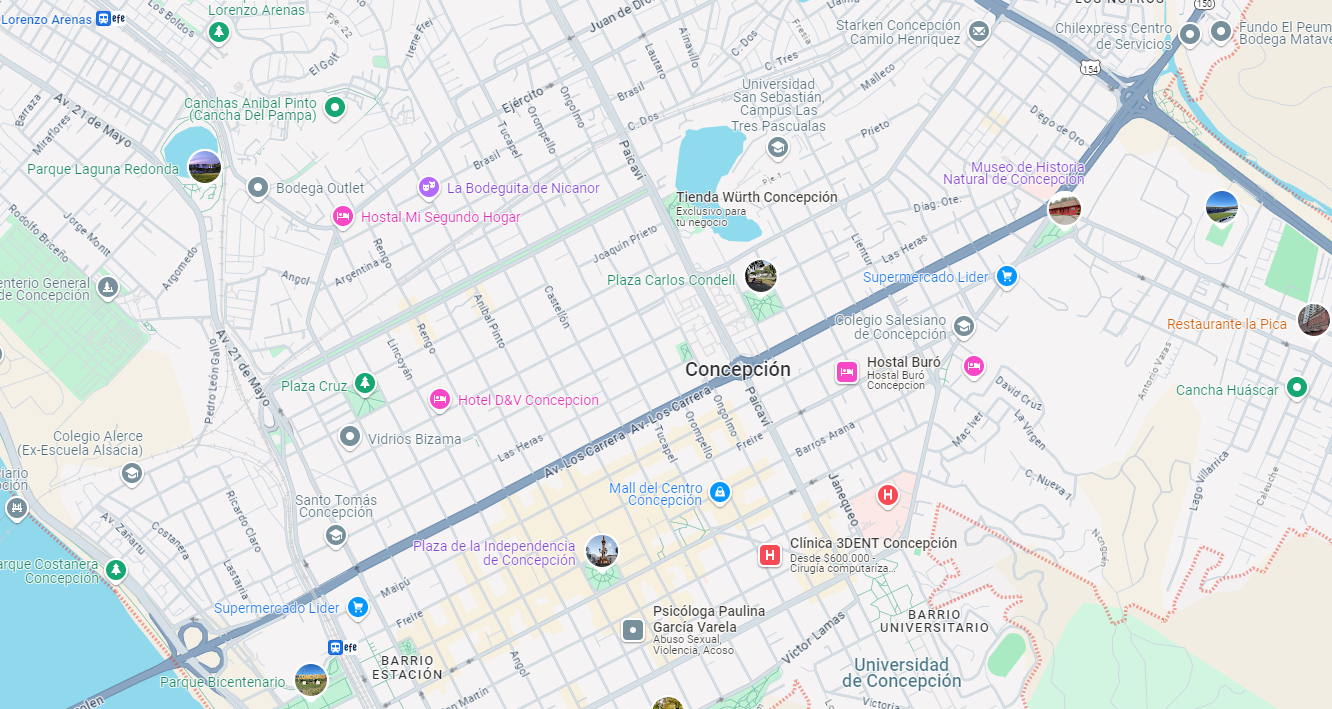 LOS NOTROS
150
Lorenzo Arenas
efe
Lorenzo Arenas
Los Bolidos
Irene Frei
Juan de Dios
Ainavillo
C. Dos
C. Tres
Malleco
Lautaro
Starken Concepción
Camilo Henríquez
Chilexpress Centro
de Servicios
Fundo El Peum
Bodega Matave
154
El Golf
Ejército
Ongolmo
Orompello
Tucapel
Brasil
C. Dos
Brasil
Universidad
San Sebastián,
Campus Las
Tres Pascualas
Prieto
Diego de Oro
Barraza
Miraflores
Av. 21 de Mayo
Canchas Anibal Pinto
(Cancha Del Pampa)
Parque Laguna Redonda
Bodega Outlet
La Bodeguita de Nicanor
Paicaví
Pje. 1
Museo de Historia
Natural de Concepción
Tienda Würth Concepción
Exclusivo para
tu negocio
Diag. Ote.
Hostal Mi Segundo Hogar
Rodolfo Briceño
Jorge Montt
Argomedo
Rengo
Angol
Argentina
Joaquín Prieto
Lientur
Las Heras
enterio General
de Concepción
Plaza Carlos Condell
Supermercado Lider
Castellón
Aníbal Pinto
Rengo
Lincoyán
Colegio Salesiano
de Concepción
Restaurante la Pica
Av. 21 de Mayo
Pedro León Gallo
Plaza Cruz
Concepción
Hostal Buró
Hostal Buró
Concepcion
David Cruz
Antonio Varas
Cancha Huáscar
Hotel D&V Concepcion
Av. Los Carrera
Av. Los Carrera
Ongolmo
Orompello
Tucapel
Paicaví
Freire
Barros Arana
Mac Iver
La Virgen
Vidrios Bizama
Las Heras
Colegio Alerce
(Ex-Escuela Alsacia)
ciario
pción
Mall del Centro
Concepción
Janequeo
C. Nueva 1
Lago Villarrica
Caleuche
Santo Tomás
Concepción
Ricardo Claro
Av. Zañartu
Lastarria
arque Costanera
Concepción
Plaza de la Independencia
de Concepción
Clínica 3DENT Concepción
Desde $600.000 -
Cirugía computariza...
Nonguén
Maipú
Freire
Supermercado Lider
efe
Psicóloga Paulina
García Varela
Abuso Sexual,
Violencia, Acoso
BARRIO
UNIVERSITARIO
Víctor Lamas
BARRIO
ESTACIÓN
Angol
San Martín
Universidad
de Concepción
Parque Bicentenario
Victoria
olen